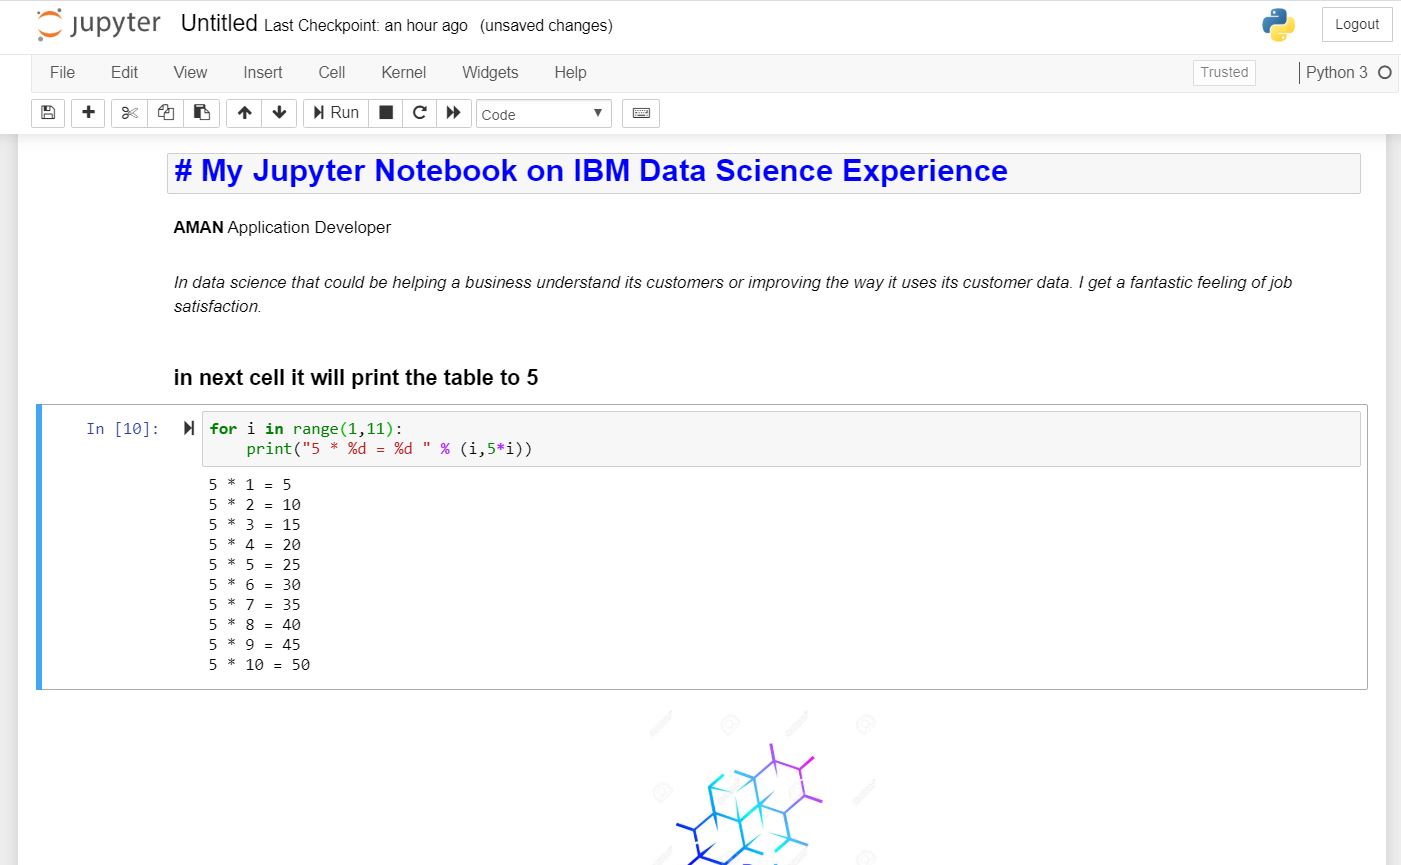 jupyter Untitled Last Checkpoint: an hour ago (unsaved changes) Logout
File Edit View Insert Cell Kernel Widgets Help Trusted Python 3
Run Code
# My Jupyter Notebook on IBM Data Science Experience
AMAN Application Developer
In data science that could be helping a business understand its customers or improving the way it uses its customer data. I get a fantastic feeling of job
satisfaction.
in next cell it will print the table to 5
In [10]: for i in range(1,11):
print("5 * %d = %d " % (i,5*i))
5 * 1 = 5
5 * 2 = 10
5 * 3 = 15
5 * 4 = 20
5 * 5 = 25
5 * 6 = 30
5 * 7 = 35
5 * 8 = 40
5 * 9 = 45
5 * 10 = 50